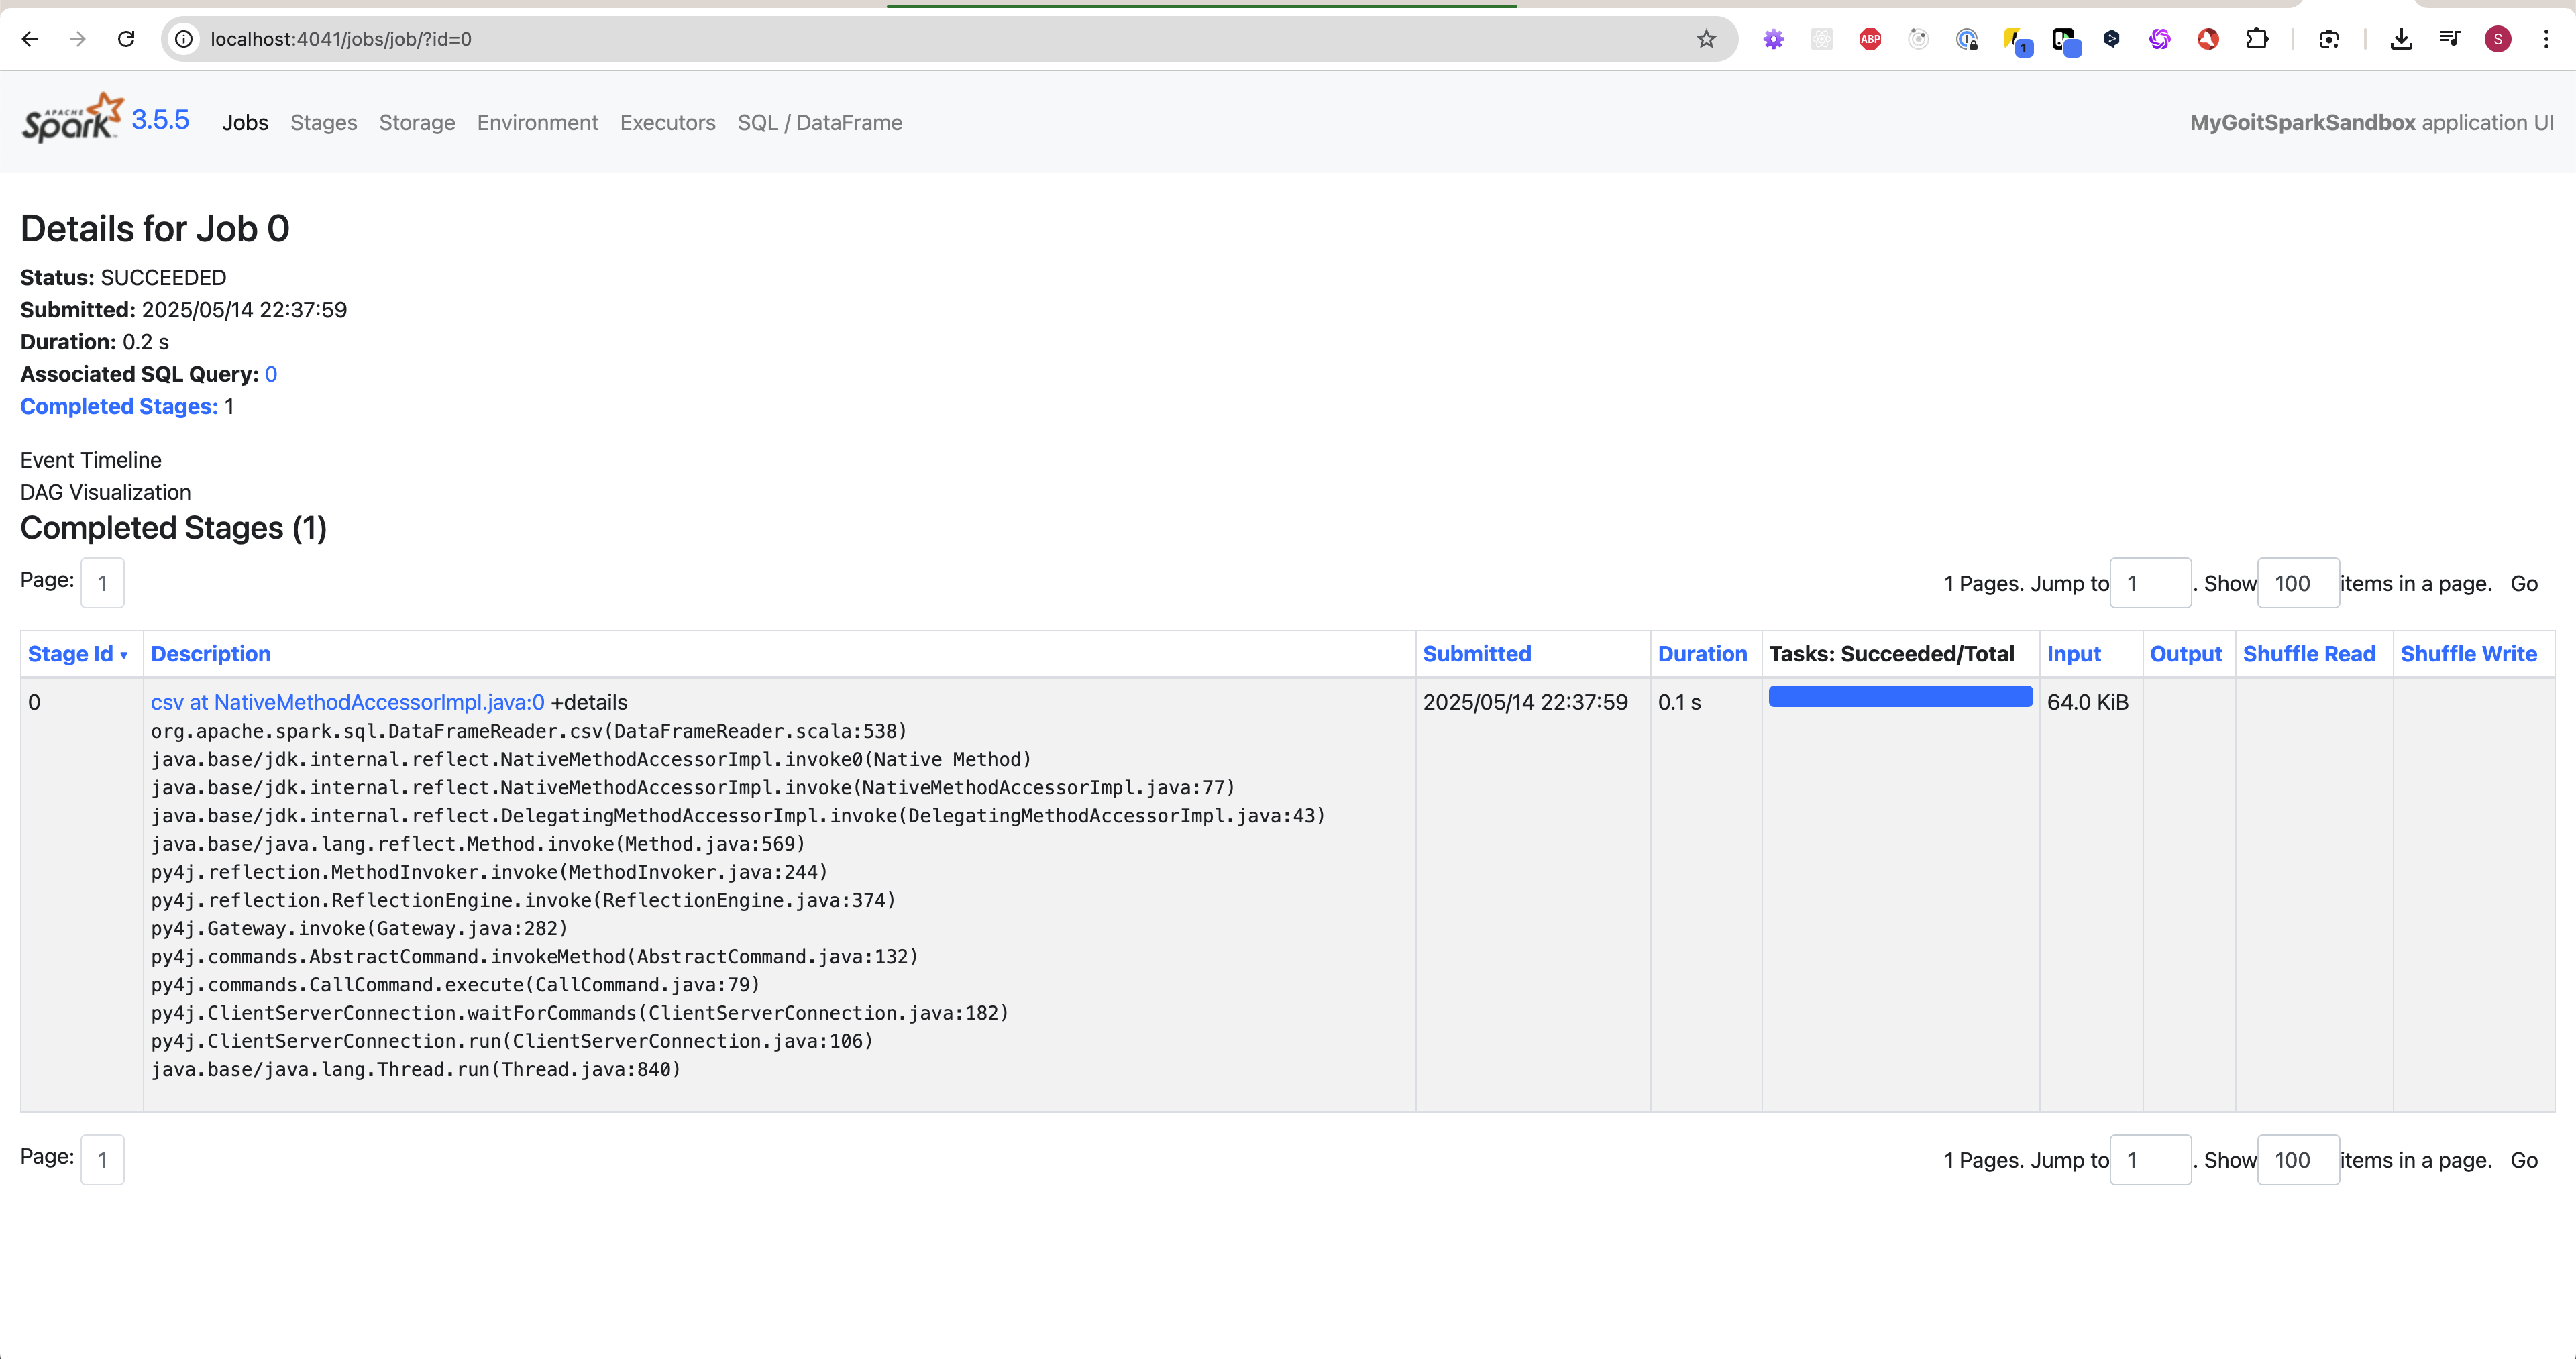 localhost:4041/jobs/job/?id=0
ABP
1
S
APACHE
Spark™ 3.5.5 Jobs Stages Storage Environment Executors SQL / DataFrame MyGoitSparkSandbox application UI
Details for Job 0
Status: SUCCEEDED
Submitted: 2025/05/14 22:37:59
Duration: 0.2 s
Associated SQL Query: 0
Completed Stages: 1
Event Timeline
DAG Visualization
Completed Stages (1)
Page: 1 1 Pages. Jump to 1 . Show 100 items in a page. Go
Stage Id ▾ Description Submitted Duration Tasks: Succeeded/Total Input Output Shuffle Read Shuffle Write
0 csv at NativeMethodAccessorImpl.java:0 +details 2025/05/14 22:37:59 0.1 s 64.0 KiB
org.apache.spark.sql.DataFrameReader.csv(DataFrameReader.scala:538)
java.base/jdk.internal.reflect.NativeMethodAccessorImpl.invoke0(Native Method)
java.base/jdk.internal.reflect.NativeMethodAccessorImpl.invoke(NativeMethodAccessorImpl.java:77)
java.base/jdk.internal.reflect.DelegatingMethodAccessorImpl.invoke(DelegatingMethodAccessorImpl.java:43)
java.base/java.lang.reflect.Method.invoke(Method.java:569)
py4j.reflection.MethodInvoker.invoke(MethodInvoker.java:244)
py4j.reflection.ReflectionEngine.invoke(ReflectionEngine.java:374)
py4j.Gateway.invoke(Gateway.java:282)
py4j.commands.AbstractCommand.invokeMethod(AbstractCommand.java:132)
py4j.commands.CallCommand.execute(CallCommand.java:79)
py4j.ClientServerConnection.waitForCommands(ClientServerConnection.java:182)
py4j.ClientServerConnection.run(ClientServerConnection.java:106)
java.base/java.lang.Thread.run(Thread.java:840)
Page: 1 1 Pages. Jump to 1 . Show 100 items in a page. Go